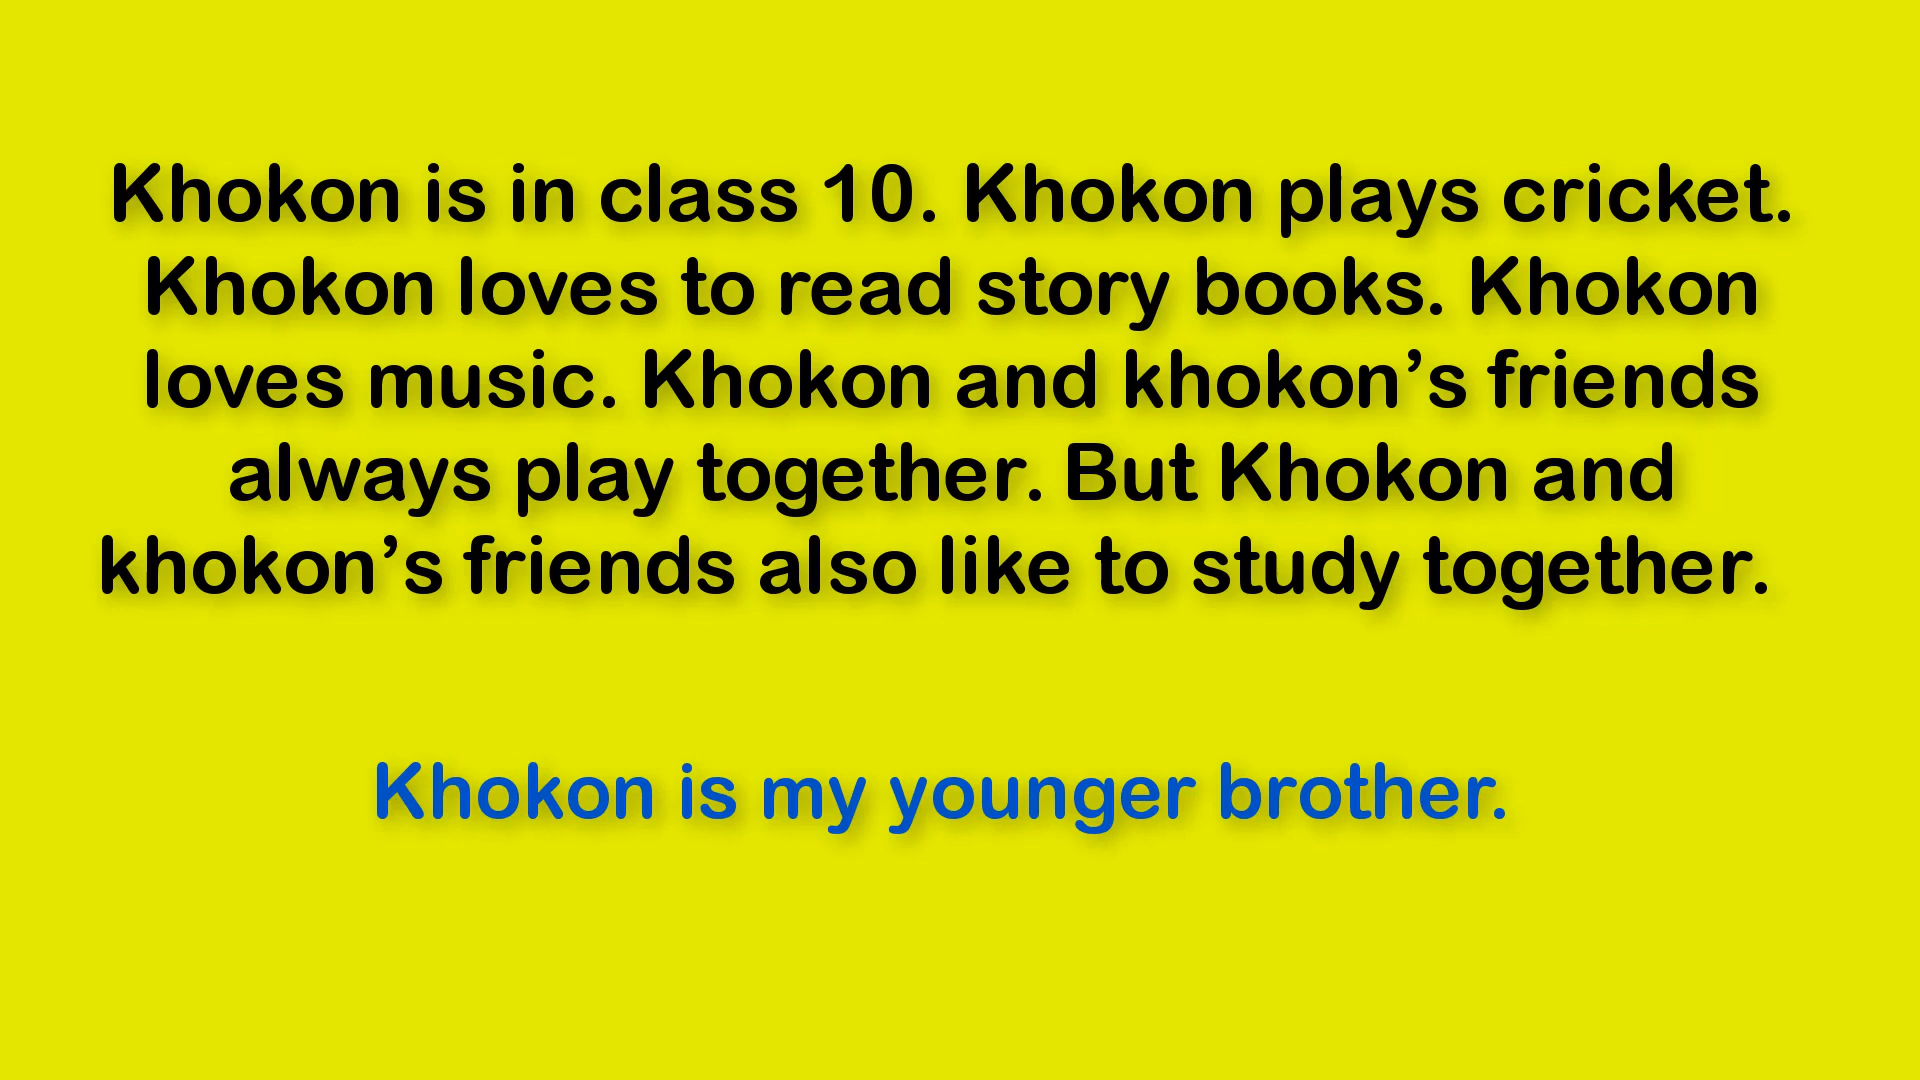 Khokon is in class 10. Khokon plays cricket.
Khokon loves to read story books. Khokon
loves music. Khokon and khokon’s friends
always play together. But Khokon and
khokon’s friends also like to study together.
Khokon is my younger brother.